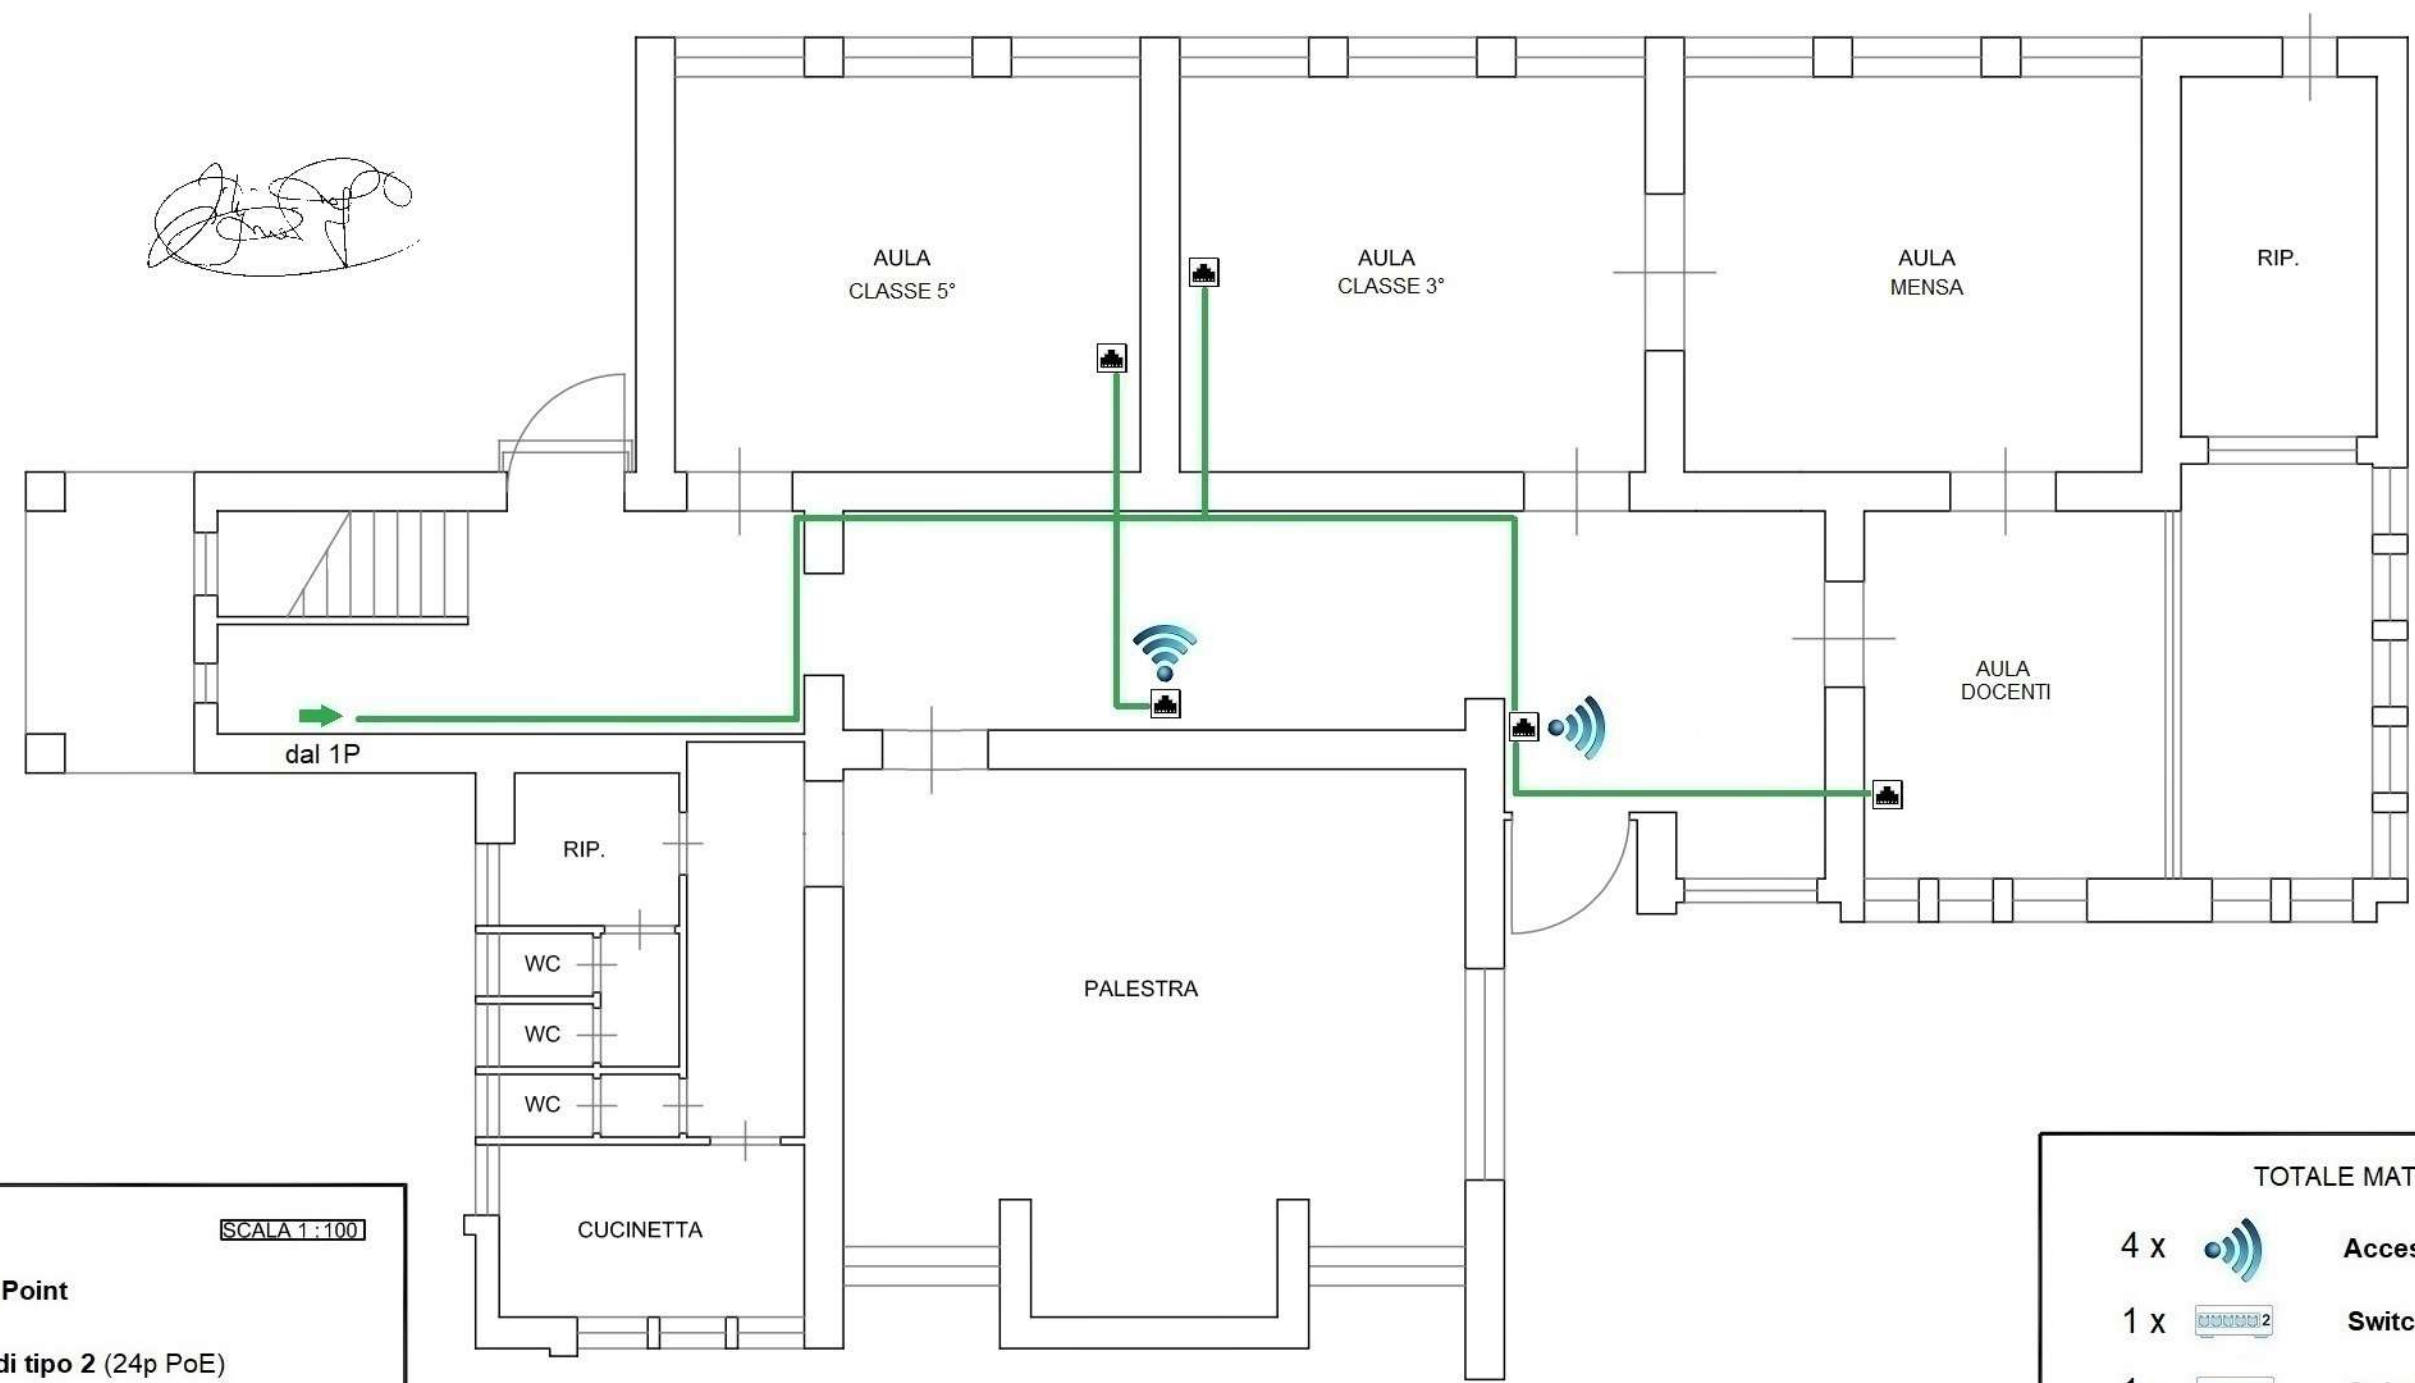 AULA
CLASSE 5°
AULA
CLASSE 3°
AULA
MENSA
RIP.
AULA
DOCENTI
dal 1P
RIP.
WC
WC
WC
PALESTRA
CUCINETTA
SCALA 1 : 100
Point
di tipo 2 (24p PoE)
TOTALE MAT
4 x
Acces
1 x
2
Switc